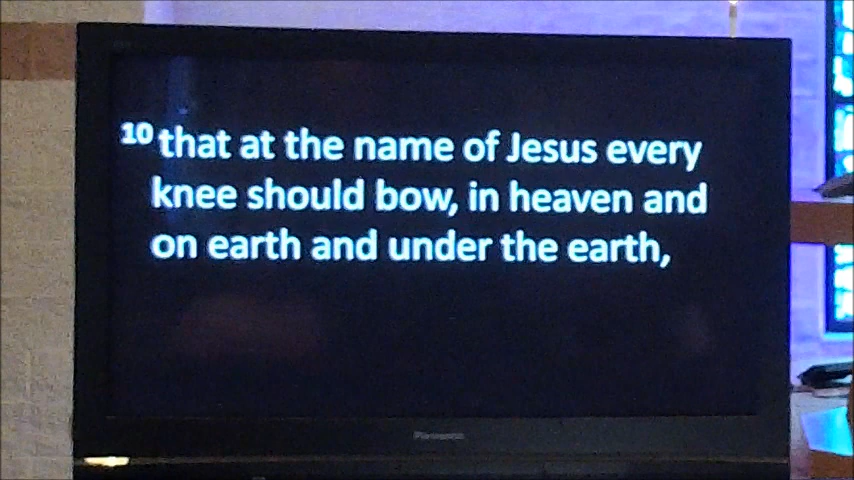 10 that at the name of Jesus every
knee should bow, in heaven and
on earth and under the earth,
Panasonic